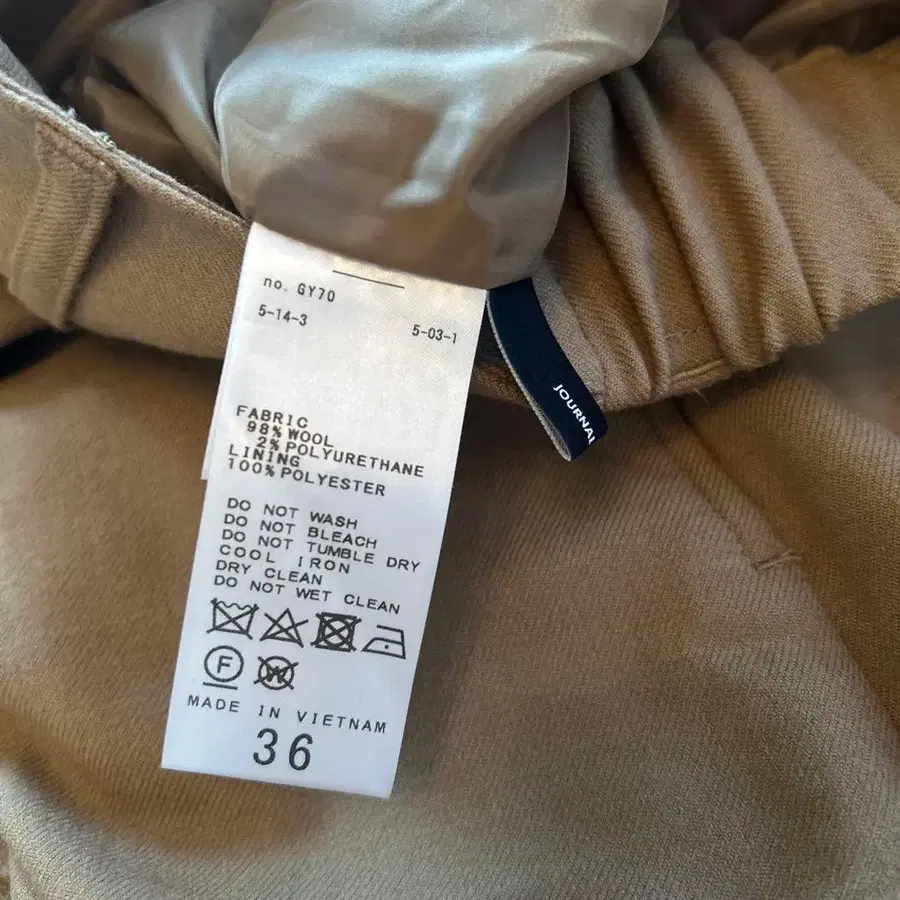 no. GY70
5-14-3 5-03-1
FABRIC
98% WOOL
2% POLYURETHANE
LINING
100% POLYESTER
DO NOT WASH
DO NOT BLEACH
DO NOT TUMBLE DRY
COOL IRON
DRY CLEAN
DO NOT WET CLEAN
F W
MADE IN VIETNAM
36
JOURNAL